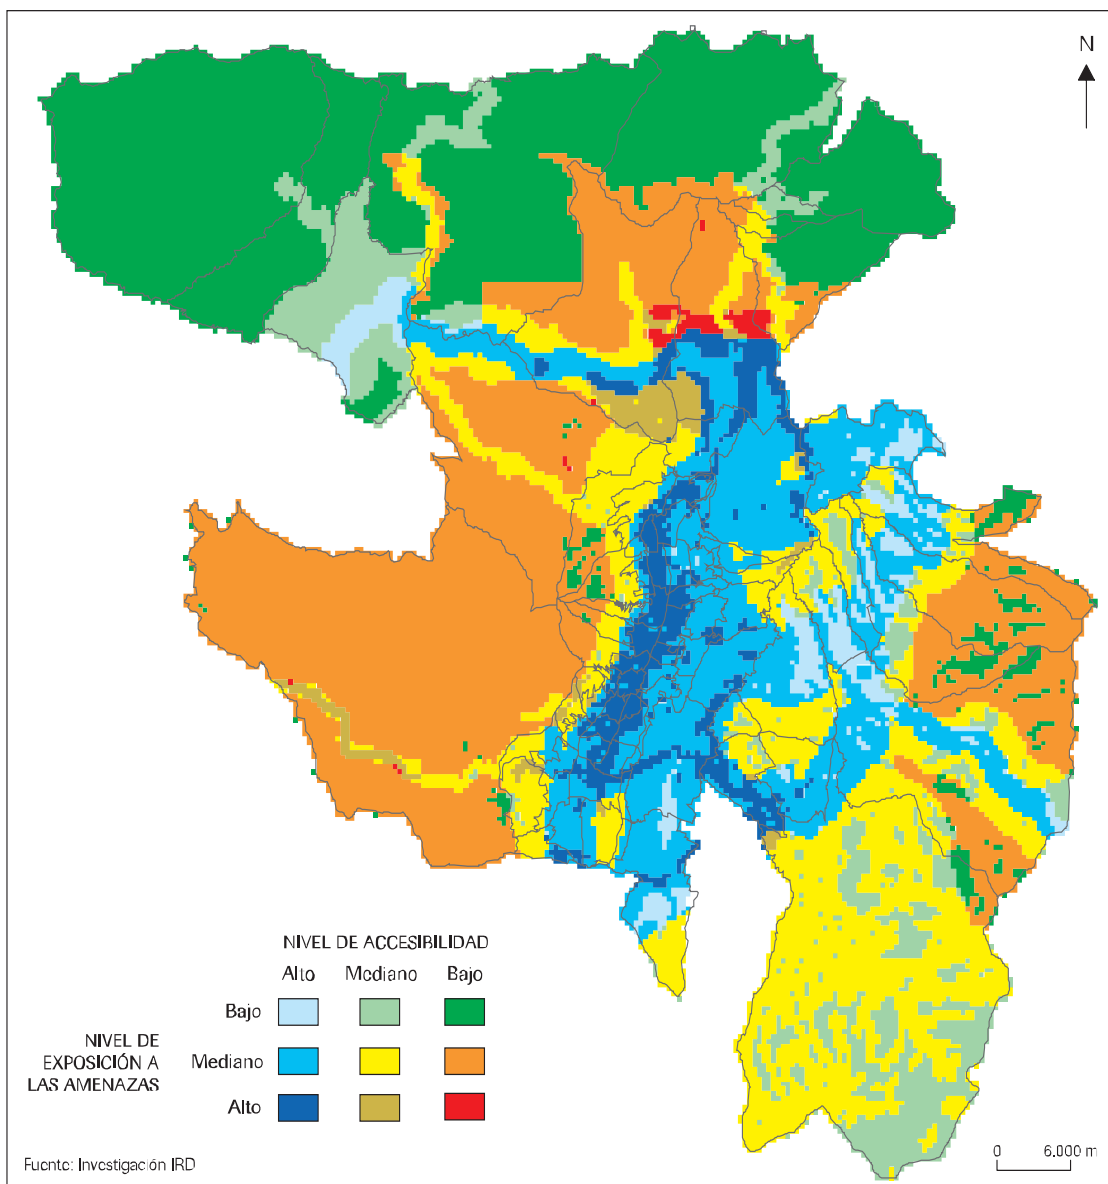 N
NIVEL DE ACCESIBILIDAD
Alto Mediano Bajo
Bajo
NIVEL DE
EXPOSICIÓN A
LAS AMENAZAS
Mediano
Alto
Fuente: Investigación IRD
0 6.000 m